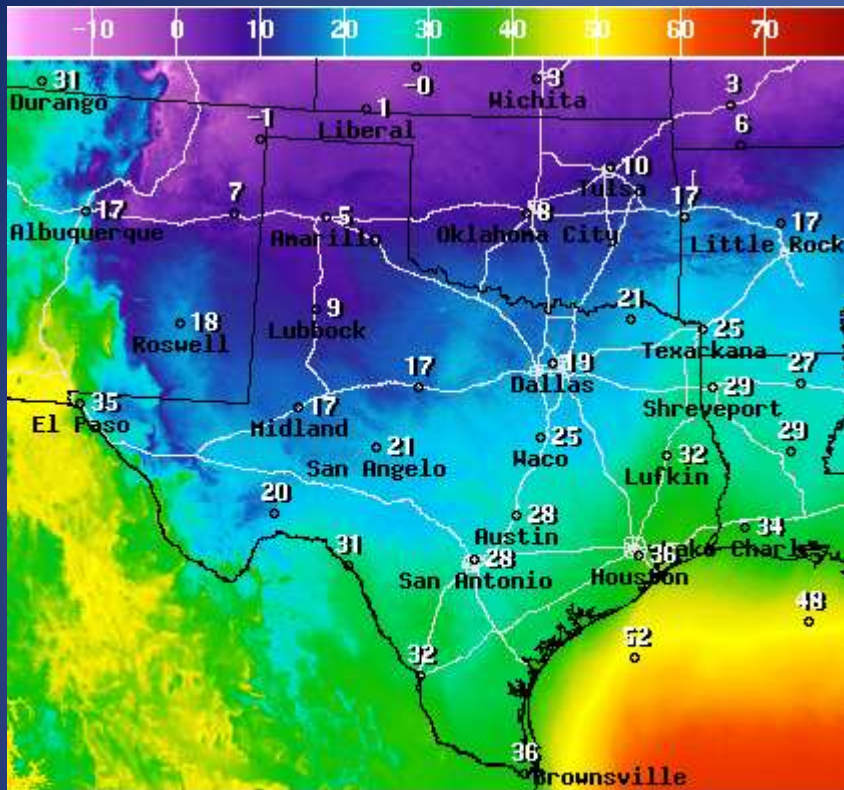 -10 0 10 20 30 40 50 60 70
31 -0 -3 3
Durango Wichita
-1 1 6
Liberal
10
Tulsa
17 7 5 8 17 17
Albuquerque Amarillo Oklahoma City Little Rock
18 9 21 25
Roswell Lubbock Texarkana
17 19 27
Dallas
35 17 29
El Paso Midland Shreveport
21 25 32 29
San Angelo Waco Lufkin
20 28 34
Austin Lake Charl
31 28 36
San Antonio Houston
48
32 52
36
Brownsville